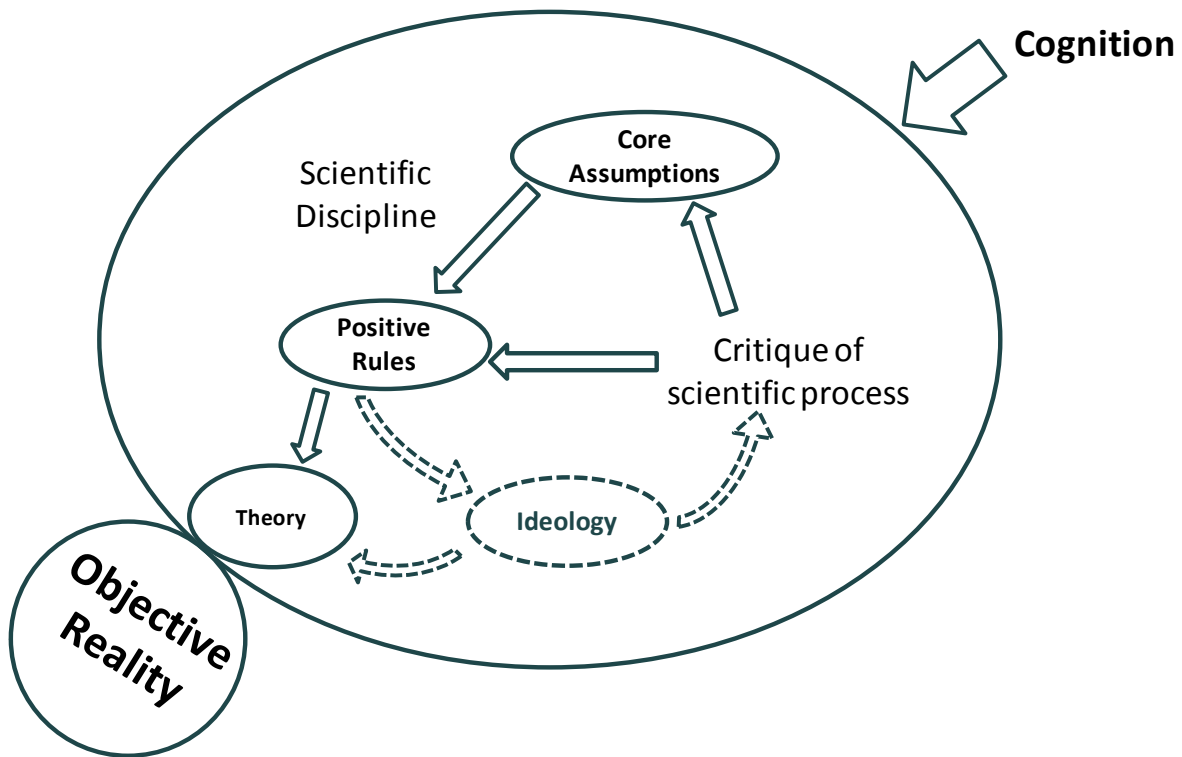 Cognition
Core
Assumptions
Scientific
Discipline
Positive
Rules
Critique of
scientific process
Theory
Ideology
Objective
Reality